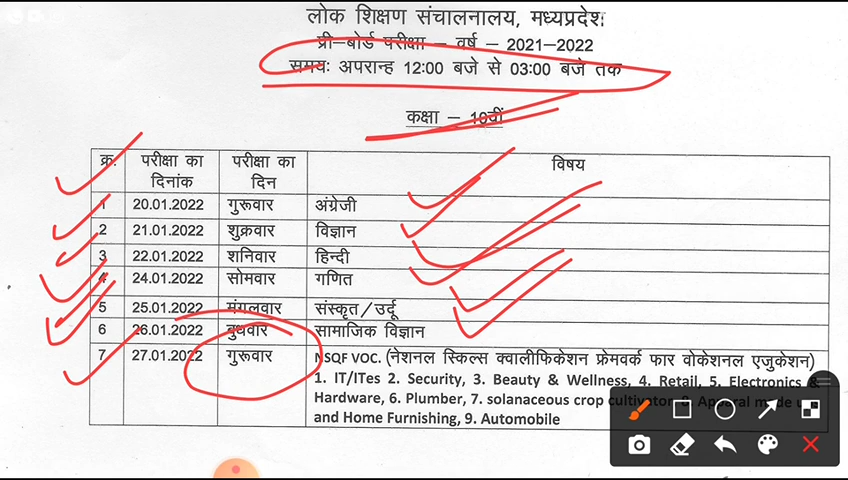 लोक शिक्षण संचालनालय, मध्यप्रदेश
प्री-बोर्ड परीक्षा - वर्ष - 2021-2022
समयः अपरान्ह 12:00 बजे से 03:00 बजे तक
कक्षा - 10वीं
क्र. परीक्षा का दिनांक परीक्षा का दिन विषय
1 20.01.2022 गुरूवार अंग्रेजी
2 21.01.2022 शुक्रवार विज्ञान
3 22.01.2022 शनिवार हिन्दी
4 24.01.2022 सोमवार गणित
5 25.01.2022 मंगलवार संस्कृत/उर्दू
6 26.01.2022 बुधवार सामाजिक विज्ञान
7 27.01.2022 गुरूवार NSQF VOC. (नेशनल स्किल्स क्वालीफिकेशन फ्रेमवर्क फार वोकेशनल एजुकेशन)
1. IT/ITes 2. Security, 3. Beauty & Wellness, 4. Retail, 5. Electronics &
Hardware, 6. Plumber, 7. solanaceous crop cultivator, 8. Apparal made
and Home Furnishing, 9. Automobile